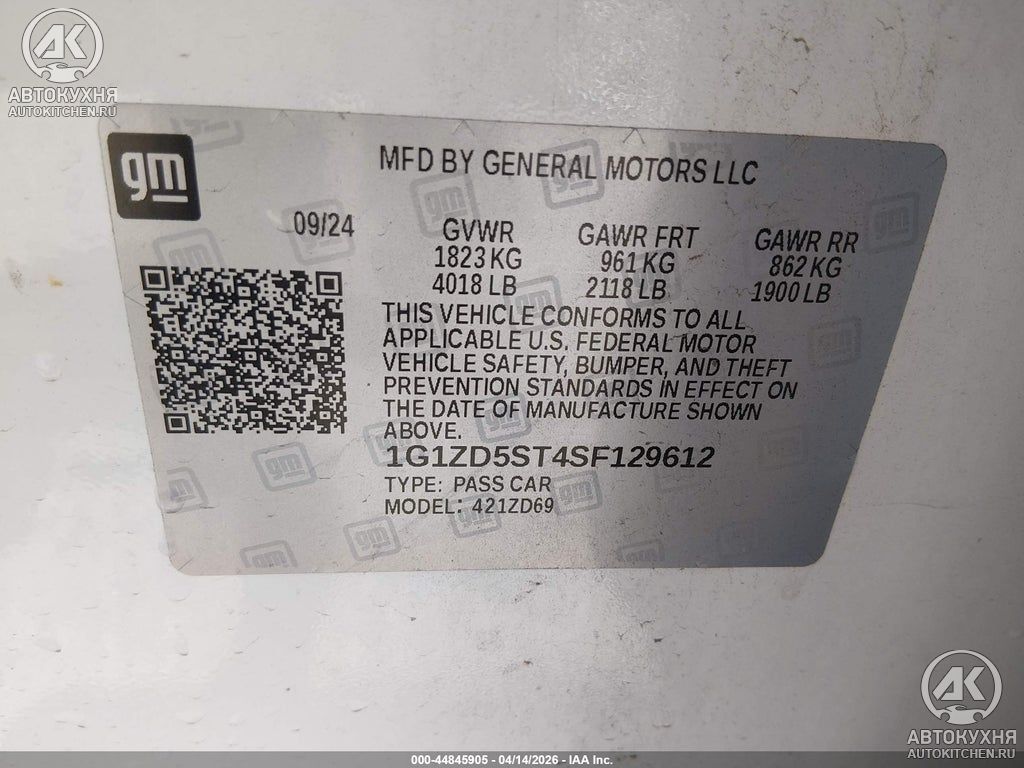 AK
АВТОКУХНЯ
AUTOKITCHEN.RU
gm
MFD BY GENERAL MOTORS LLC
09/24
GVWR GAWR FRT GAWR RR
1823 KG 961 KG 862 KG
4018 LB 2118 LB 1900 LB
THIS VEHICLE CONFORMS TO ALL
APPLICABLE U.S. FEDERAL MOTOR
VEHICLE SAFETY, BUMPER, AND THEFT
PREVENTION STANDARDS IN EFFECT ON
THE DATE OF MANUFACTURE SHOWN
ABOVE.
1G1ZD5ST4SF129612
TYPE: PASS CAR
MODEL: 421ZD69
AK
АВТОКУХНЯ
AUTOKITCHEN.RU
000-44845905 - 04/14/2026 - IAA Inc.